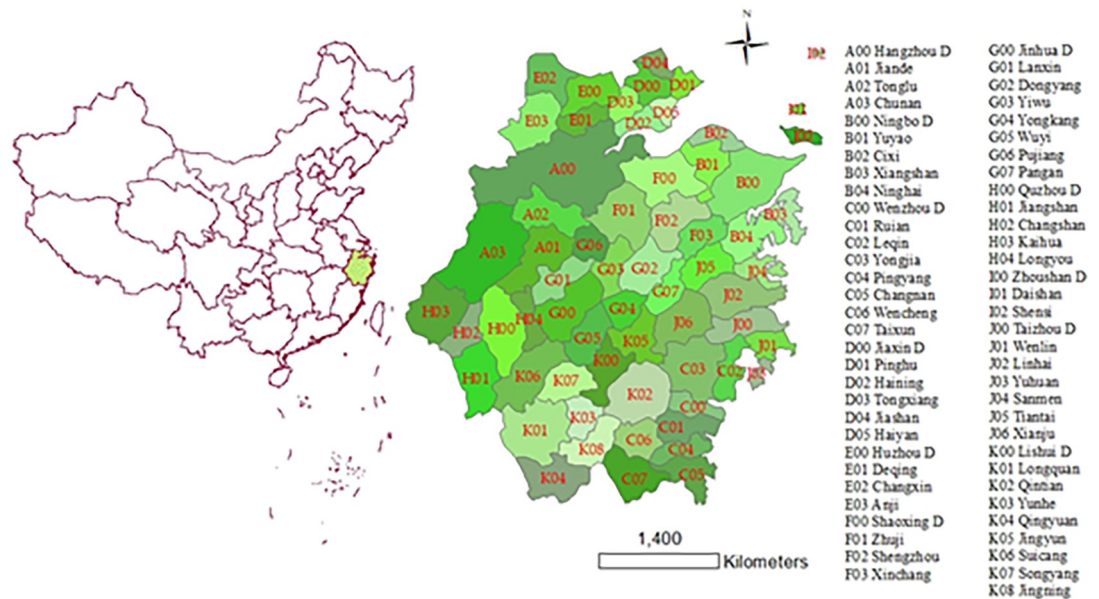 N
A00 Hangzhou D
A01 Jiande
A02 Tonglu
A03 Chunan
B00 Ningbo D
B01 Yuyao
B02 Cixi
B03 Xiangshan
B04 Ninghai
C00 Wenzhou D
C01 Ruian
C02 Leqin
C03 Yongjia
C04 Pingyang
C05 Changnan
C06 Wencheng
C07 Taixun
D00 Jiaxin D
D01 Pinghu
D02 Haining
D03 Tongxiang
D04 Jiashan
D05 Haiyan
E00 Huzhou D
E01 Deqing
E02 Changxin
E03 Anji
F00 Shaoxing D
F01 Zhuji
F02 Shengzhou
F03 Xinchang
G00 Jinhua D
G01 Lanxin
G02 Dongyang
G03 Yiwu
G04 Yongkang
G05 Wuyi
G06 Pujiang
G07 Pangan
H00 Quzhou D
H01 Jiangshan
H02 Changshan
H03 Kaihua
H04 Longyou
I00 Zhoushan D
I01 Daishan
I02 Shensi
J00 Taizhou D
J01 Wenlin
J02 Linhai
J03 Yuhuan
J04 Sanmen
J05 Tiantai
J06 Xianju
K00 Lishui D
K01 Longquan
K02 Qintian
K03 Yunhe
K04 Qingyuan
K05 Jingyun
K06 Suicang
K07 Songyang
K08 Jingning
D04
E02
E00
D00
D01
D03
D05
E03
E01
D02
I02
I01
I00
B02
A00
F00
B01
B00
A02
F01
F02
B03
A03
A01
G06
F03
B04
G01
G03
G02
J05
J04
G07
J02
H03
H02
H00
H04
G00
G04
J06
J00
G05
K05
J01
K00
H01
K06
K07
C03
C02
J03
K02
K03
C00
K01
C06
C01
K08
C04
K04
C07
C05
1,400
Kilometers